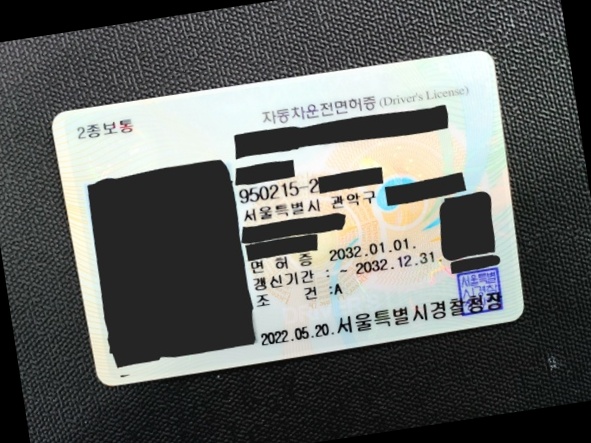 자동차운전면허증 (Driver's License)
2종보통
950215-2
서울특별시 관악구
면 허 증 2032.01.01.
갱신기간 : ~ 2032.12.31.
조 건 :A
2022.05.20. 서울특별시경찰청장